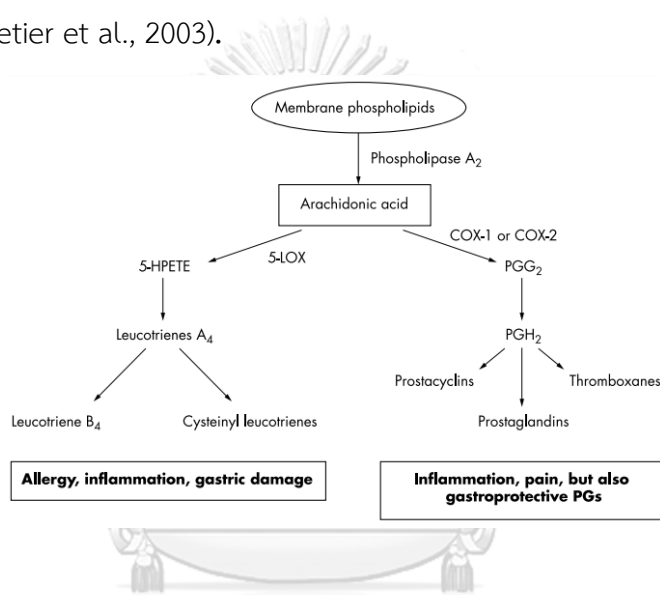 etier et al., 2003).
Membrane phospholipids
Phospholipase A2
Arachidonic acid
5-LOX
COX-1 or COX-2
5-HPETE
PGG2
Leucotrienes A4
PGH2
Prostacyclins
Thromboxanes
Leucotriene B4
Cysteinyl leucotrienes
Prostaglandins
Allergy, inflammation, gastric damage
Inflammation, pain, but also
gastroprotective PGs